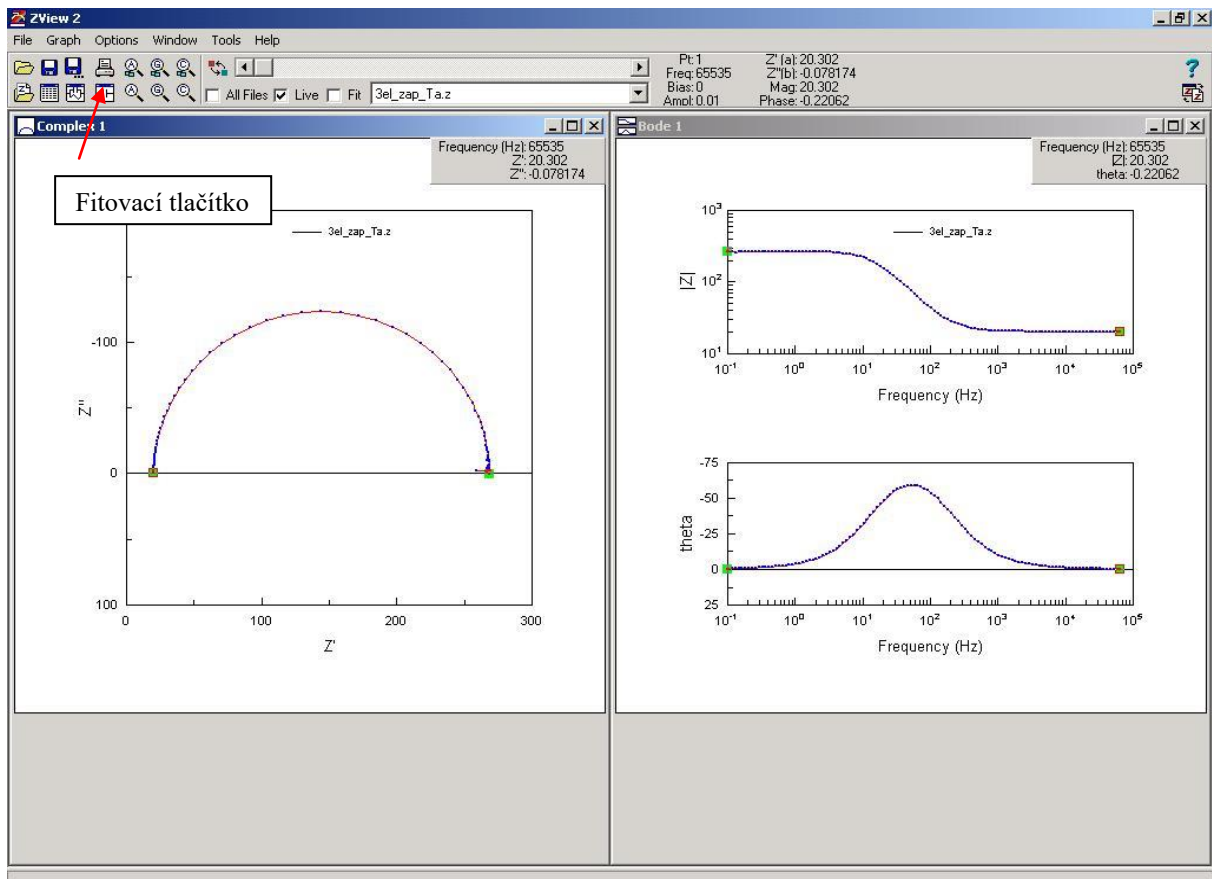 ZView 2
File Graph Options Window Tools Help
Pt: 1 Z' (a): 20.302
Freq: 65535 Z''(b): -0.078174
Bias: 0 Mag: 20.302
Ampl: 0.01 Phase: -0.22062
All Files Live Fit 3el_zap_Ta.z
Complex 1
Frequency (Hz): 65535
Z': 20.302
Z'': -0.078174
Fitovací tlačítko
3el_zap_Ta.z
-100
0
100
Z''
0 100 200 300
Z'
Bode 1
Frequency (Hz): 65535
|Z|: 20.302
theta: -0.22062
3el_zap_Ta.z
10³
10²
10¹
|Z|
10⁻¹ 10⁰ 10¹ 10² 10³ 10⁴ 10⁵
Frequency (Hz)
-75
-50
-25
0
25
theta
10⁻¹ 10⁰ 10¹ 10² 10³ 10⁴ 10⁵
Frequency (Hz)